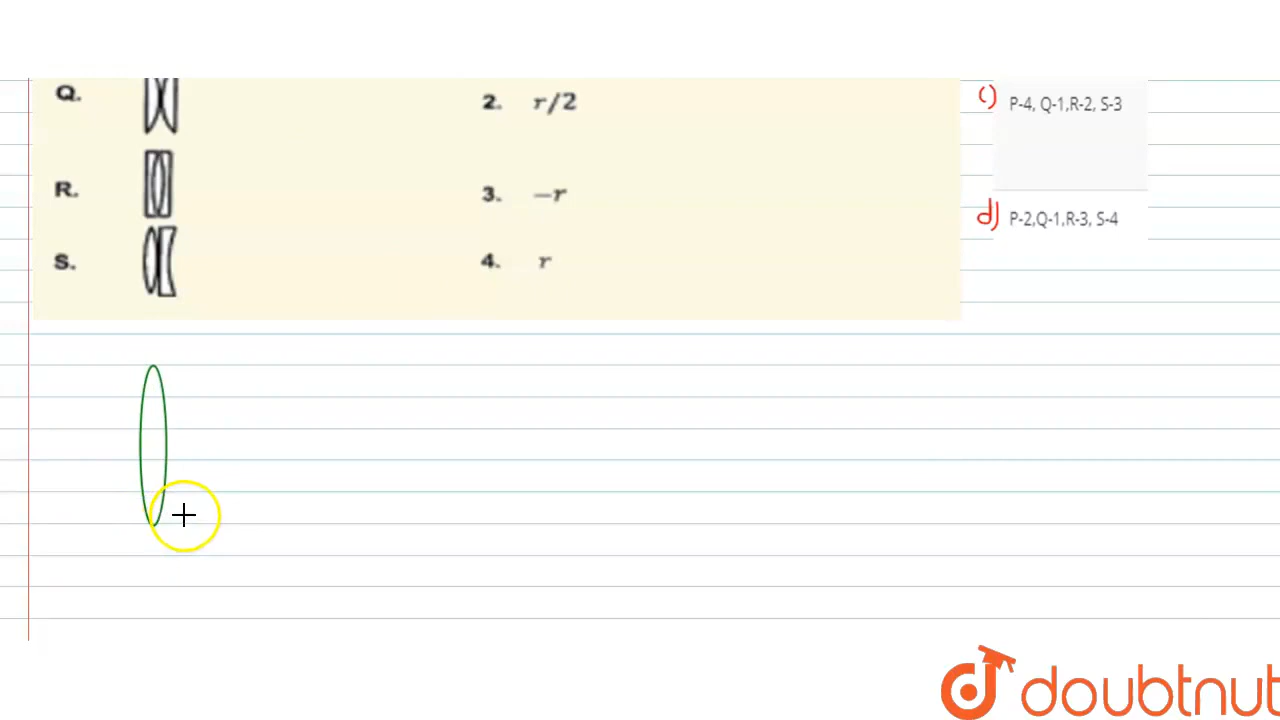 Q. 2. r/2
c) P-4, Q-1,R-2, S-3
R. 3. −r
d) P-2,Q-1,R-3, S-4
S. 4. r
doubtnut